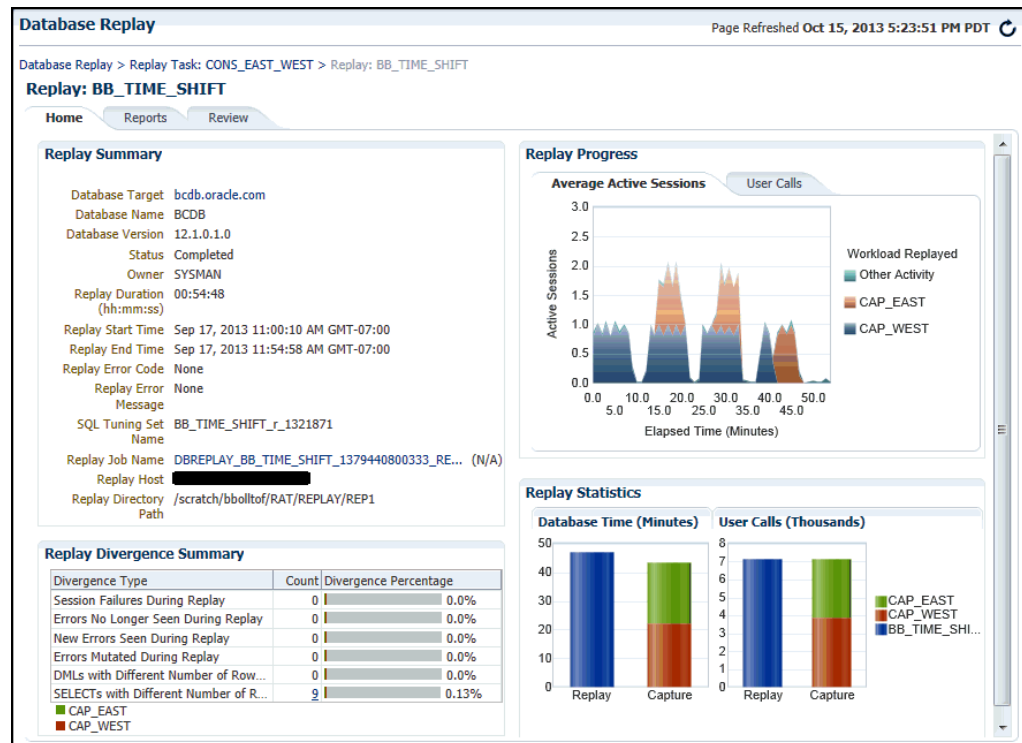 Database Replay
Page Refreshed Oct 15, 2013 5:23:51 PM PDT
Database Replay > Replay Task: CONS_EAST_WEST > Replay: BB_TIME_SHIFT
Replay: BB_TIME_SHIFT
Home Reports Review
Replay Summary
Database Target bcdb.oracle.com
Database Name BCDB
Database Version 12.1.0.1.0
Status Completed
Owner SYSMAN
Replay Duration 00:54:48
(hh:mm:ss)
Replay Start Time Sep 17, 2013 11:00:10 AM GMT-07:00
Replay End Time Sep 17, 2013 11:54:58 AM GMT-07:00
Replay Error Code None
Replay Error None
Message
SQL Tuning Set BB_TIME_SHIFT_r_1321871
Name
Replay Job Name DBREPLAY_BB_TIME_SHIFT_1379440800333_RE... (N/A)
Replay Host
Replay Directory /scratch/bbolltof/RAT/REPLAY/REP1
Path
Replay Divergence Summary
Divergence Type Count Divergence Percentage
Session Failures During Replay 0 0.0%
Errors No Longer Seen During Replay 0 0.0%
New Errors Seen During Replay 0 0.0%
Errors Mutated During Replay 0 0.0%
DMLs with Different Number of Row... 0 0.0%
SELECTs with Different Number of R... 9 0.13%
CAP_EAST
CAP_WEST
Replay Progress
Average Active Sessions User Calls
3.0
2.5
2.0
1.5
1.0
0.5
0.0
Active Sessions
0.0 10.0 20.0 30.0 40.0 50.0
5.0 15.0 25.0 35.0 45.0
Elapsed Time (Minutes)
Workload Replayed
Other Activity
CAP_EAST
CAP_WEST
Replay Statistics
Database Time (Minutes)
50
40
30
20
10
0
Replay Capture
User Calls (Thousands)
8
7
6
5
4
3
2
1
0
Replay Capture
CAP_EAST
CAP_WEST
BB_TIME_SHI...